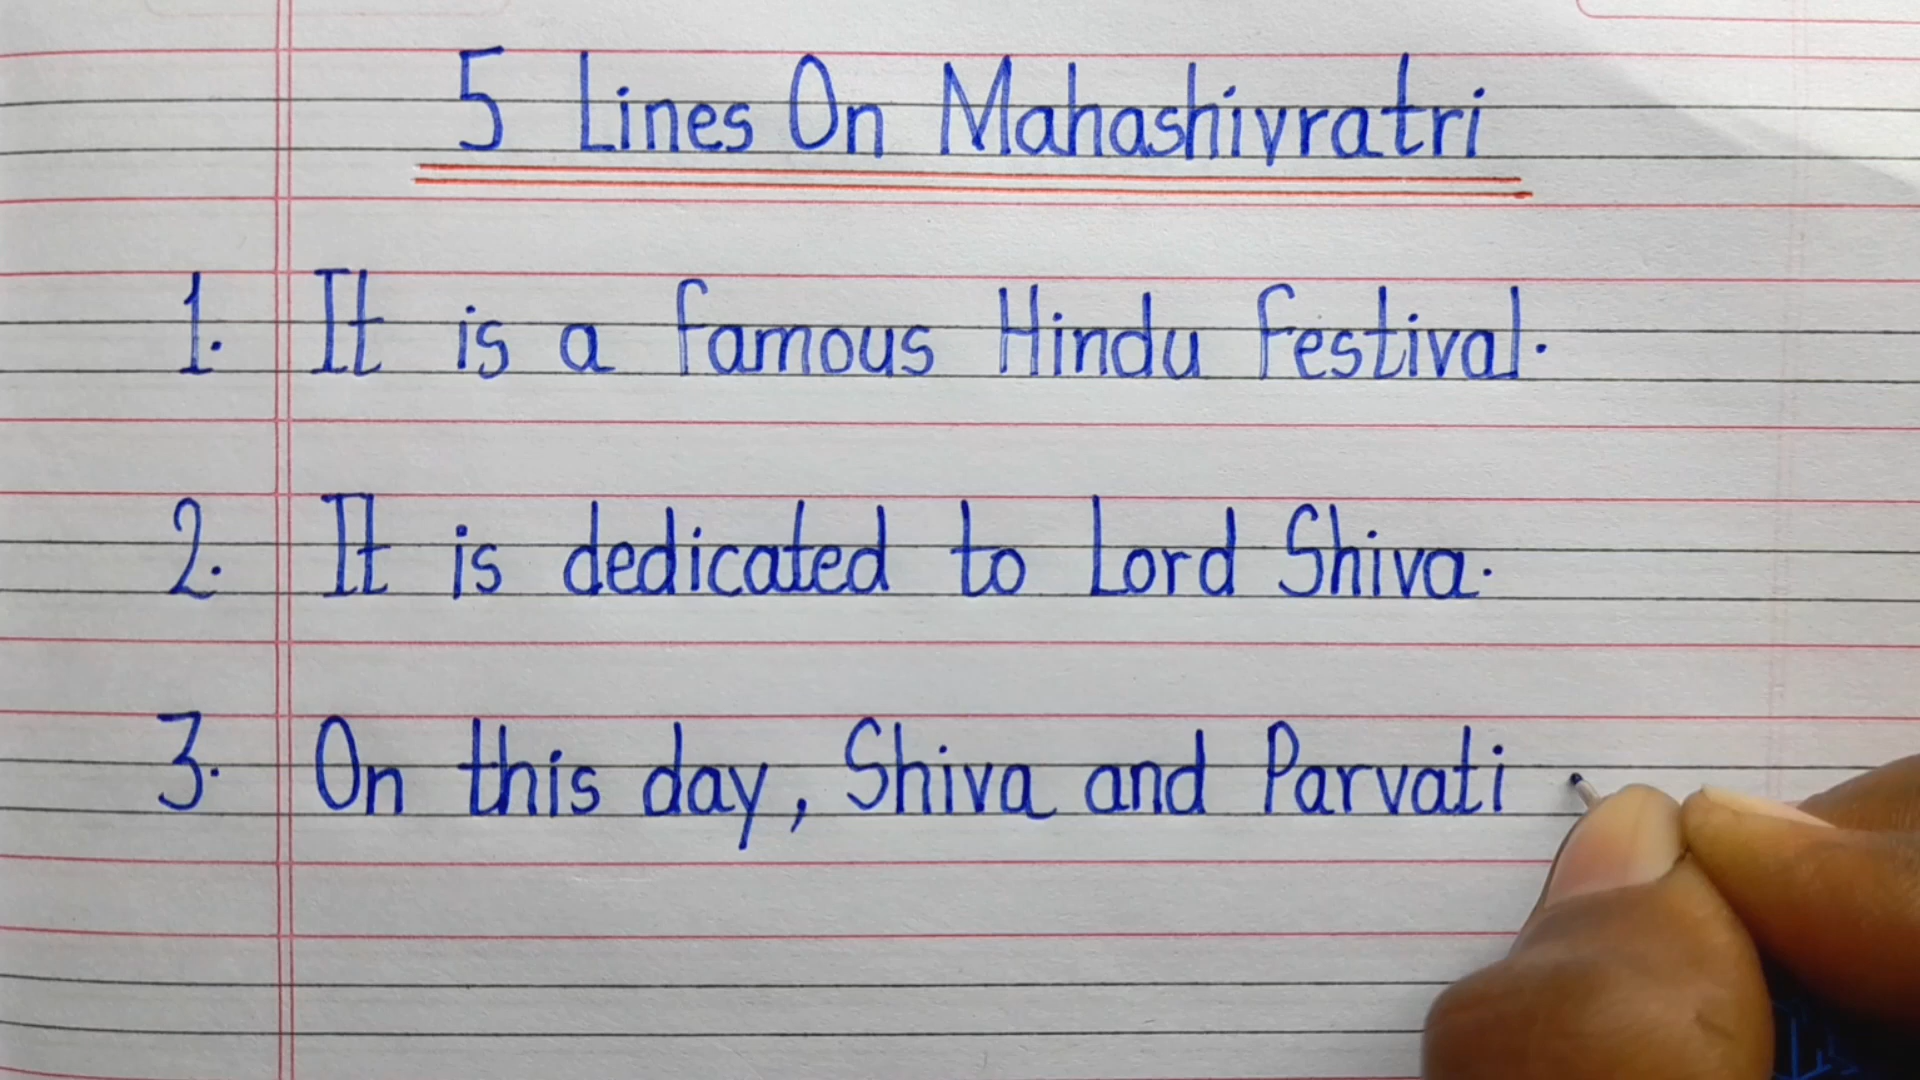 5 Lines On Mahashivratri
1. It is a famous Hindu festival.
2. It is dedicated to Lord Shiva.
3. On this day, Shiva and Parvati